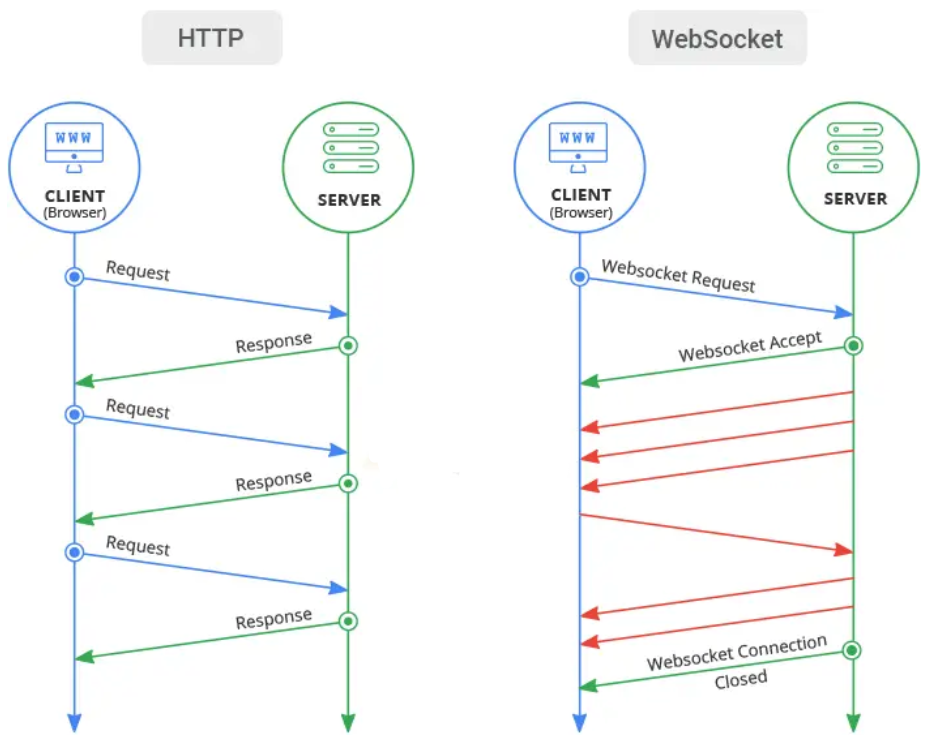 HTTP
WebSocket
WWW
CLIENT
(Browser)
SERVER
WWW
CLIENT
(Browser)
SERVER
Request
Response
Request
Response
Request
Response
Websocket Request
Websocket Accept
Websocket Connection
Closed